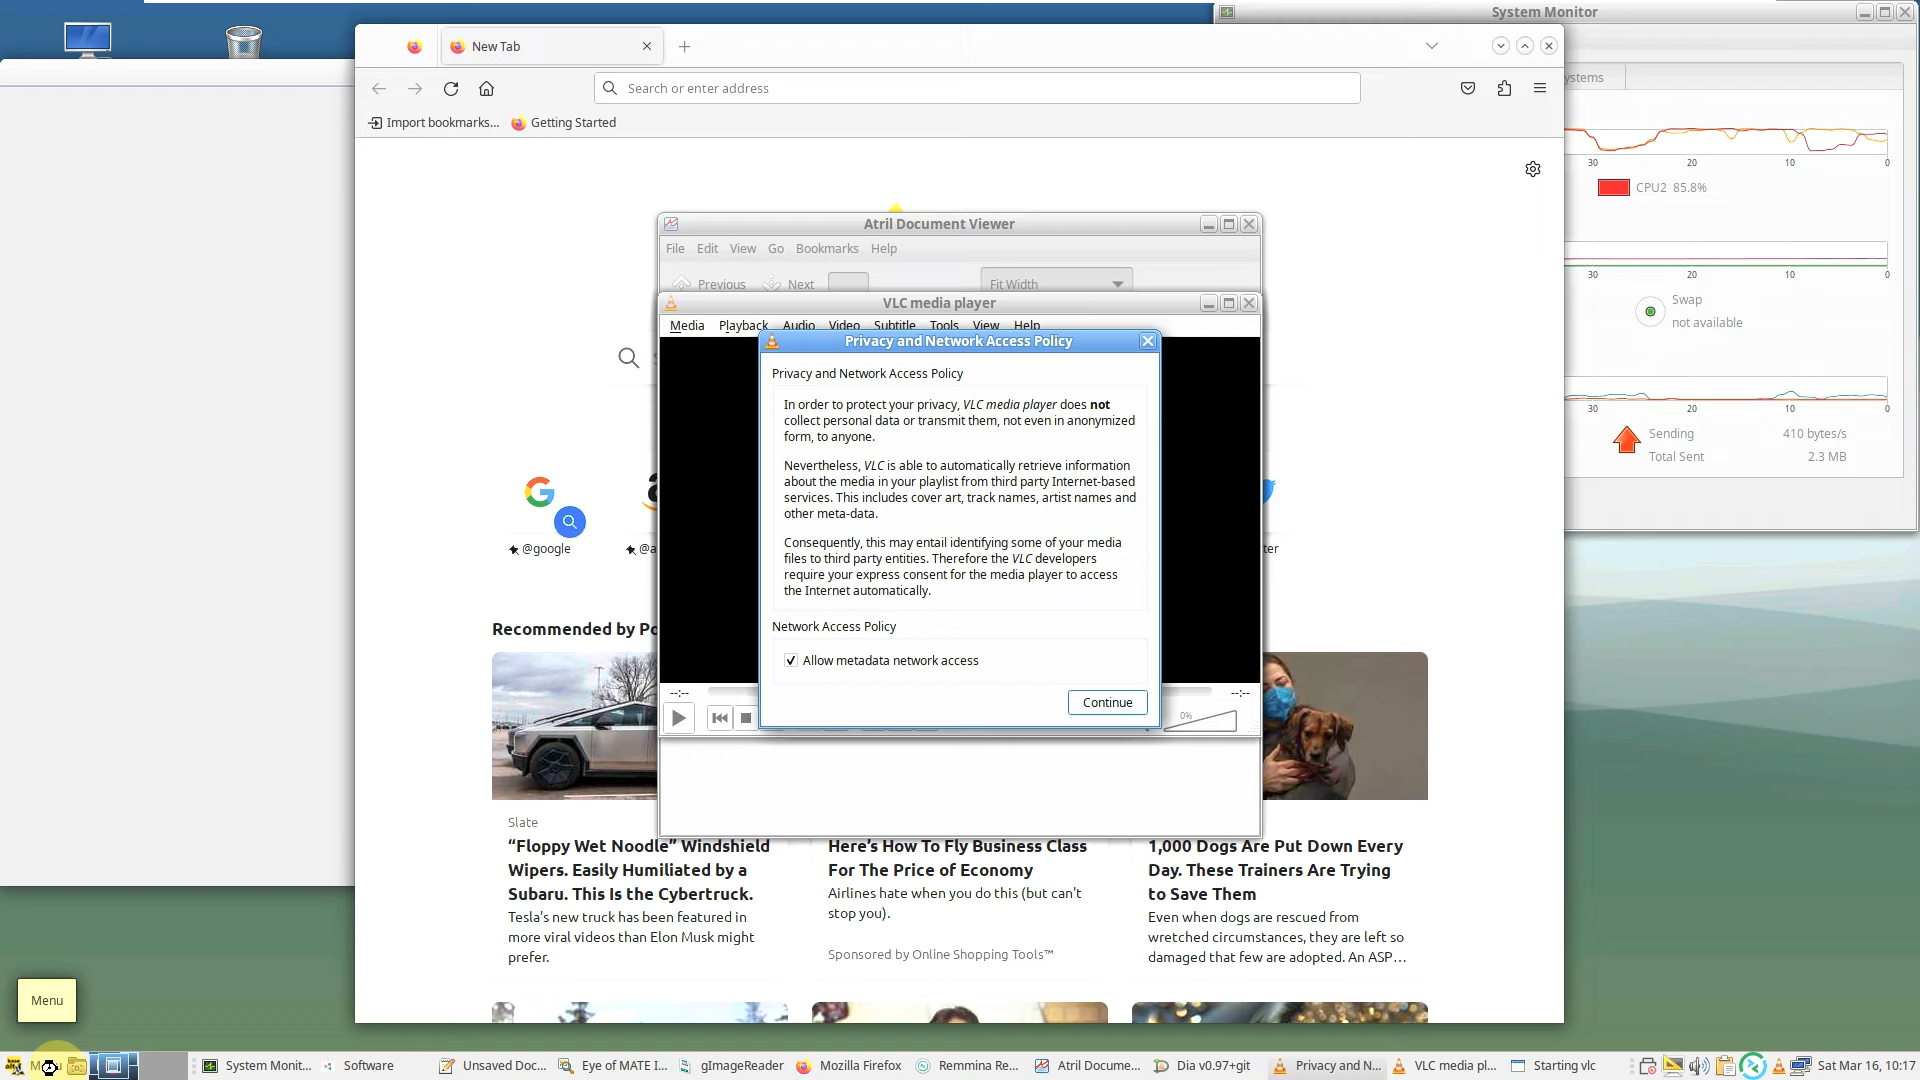 System Monitor
New Tab
Search or enter address
Import bookmarks...
Getting Started
ystems
30
20
10
0
CPU2 85.8%
Atril Document Viewer
File Edit View Go Bookmarks Help
Previous Next Fit Width
30
20
10
0
Swap
not available
VLC media player
Media Playback Audio Video Subtitle Tools View Help
Privacy and Network Access Policy
Privacy and Network Access Policy
In order to protect your privacy, VLC media player does not
collect personal data or transmit them, not even in anonymized
form, to anyone.
Nevertheless, VLC is able to automatically retrieve information
about the media in your playlist from third party Internet-based
services. This includes cover art, track names, artist names and
other meta-data.
Consequently, this may entail identifying some of your media
files to third party entities. Therefore the VLC developers
require your express consent for the media player to access
the Internet automatically.
Network Access Policy
Allow metadata network access
Continue
--:--
--:--
0%
30
20
10
0
Sending 410 bytes/s
Total Sent 2.3 MB
@google
@a
ter
Recommended by Po
Slate
“Floppy Wet Noodle” Windshield
Wipers. Easily Humiliated by a
Subaru. This Is the Cybertruck.
Tesla's new truck has been featured in
more viral videos than Elon Musk might
prefer.
Here's How To Fly Business Class
For The Price of Economy
Airlines hate when you do this (but can't
stop you).
Sponsored by Online Shopping Tools™
1,000 Dogs Are Put Down Every
Day. These Trainers Are Trying
to Save Them
Even when dogs are rescued from
wretched circumstances, they are left so
damaged that few are adopted. An ASP...
Menu
System Monit...
Software
Unsaved Doc...
Eye of MATE I...
gImageReader
Mozilla Firefox
Remmina Re...
Atril Docume...
Dia v0.97+git
Privacy and N...
VLC media pl...
Starting vlc
Sat Mar 16, 10:17